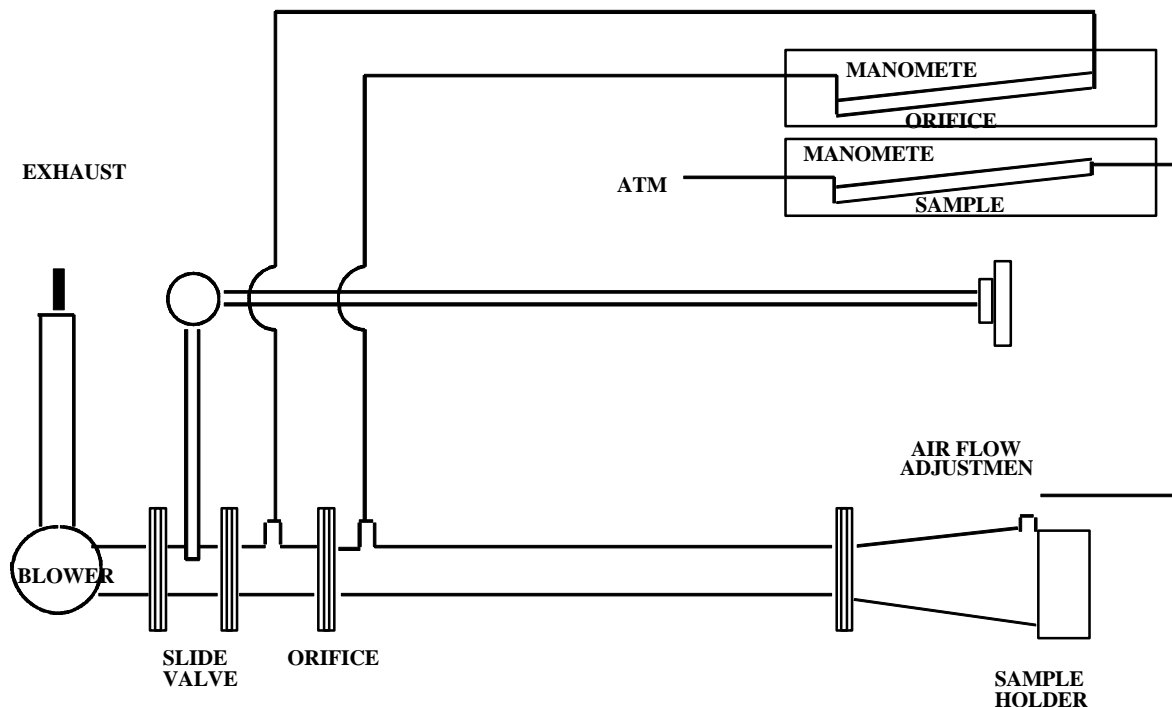 MANOMETE
ORIFICE
MANOMETE
EXHAUST
ATM
SAMPLE
AIR FLOW
ADJUSTMEN
BLOWER
SLIDE
VALVE
ORIFICE
SAMPLE
HOLDER